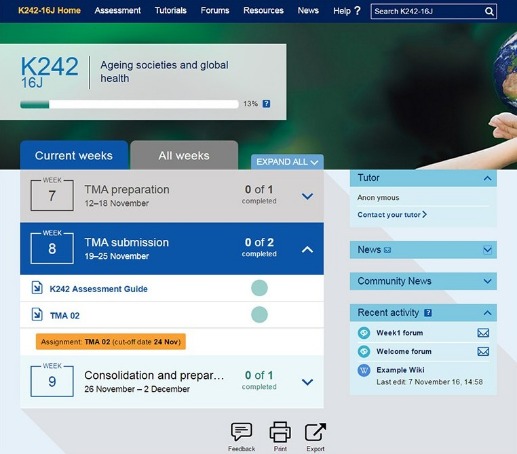 K242-16J Home Assessment Tutorials Forums Resources News Help ? Search K242-16J
K242
16J
Ageing societies and global
health
13% ?
Current weeks All weeks EXPAND ALL
WEEK
7
TMA preparation
12–18 November
0 of 1
completed
WEEK
8
TMA submission
19–25 November
0 of 2
completed
K242 Assessment Guide
TMA 02
Assignment: TMA 02 (cut-off date 24 Nov)
WEEK
9
Consolidation and prepar...
26 November – 2 December
0 of 1
completed
Tutor
Anonymous
Contact your tutor
News
Community News
Recent activity ?
Week1 forum
Welcome forum
W Example Wiki
Last edit: 7 November 16, 14:58
Feedback Print Export